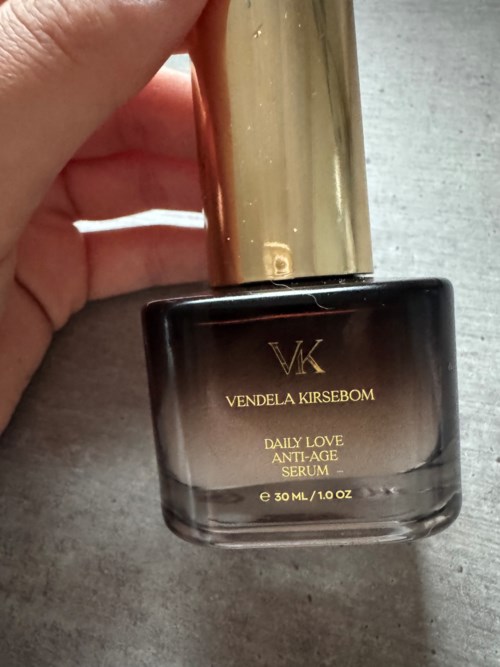 VK
VENDELA KIRSEBOM
DAILY LOVE
ANTI-AGE
SERUM
℮ 30 ML / 1.0 OZ